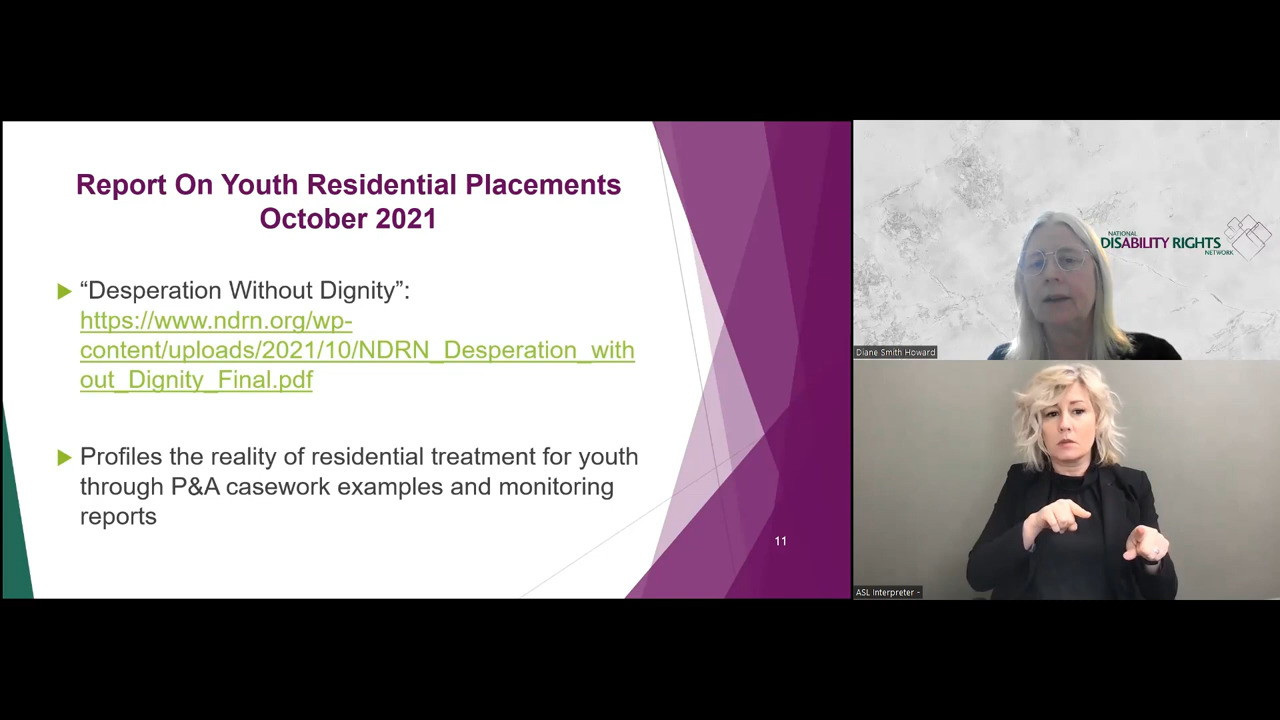 Report On Youth Residential Placements
October 2021
“Desperation Without Dignity”:
https://www.ndrn.org/wp-
content/uploads/2021/10/NDRN_Desperation_with
out_Dignity_Final.pdf
Profiles the reality of residential treatment for youth
through P&A casework examples and monitoring
reports
11
NATIONAL
DISABILITY RIGHTS
NETWORK
Diane Smith Howard
ASL Interpreter -